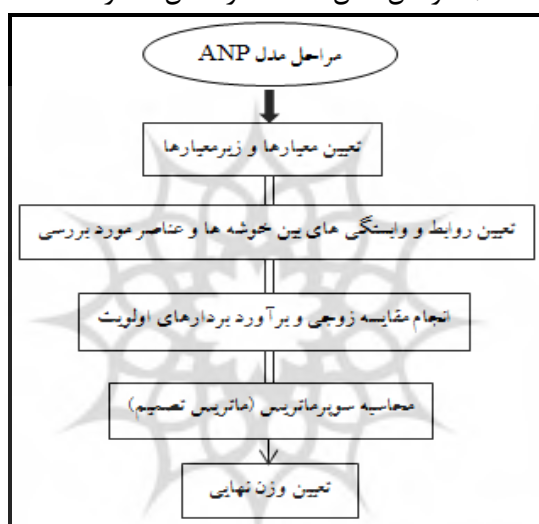 مراحل مدل ANP
تعیین معیارها و زیرمعیارها
تعیین روابط و وابستگی های بین خوشه ها و عناصر مورد بررسی
انجام مقایسه زوجی و برآورد بردارهای اولویت
محاسبه سوپرماتریس (ماتریس تصمیم)
تعیین وزن نهایی